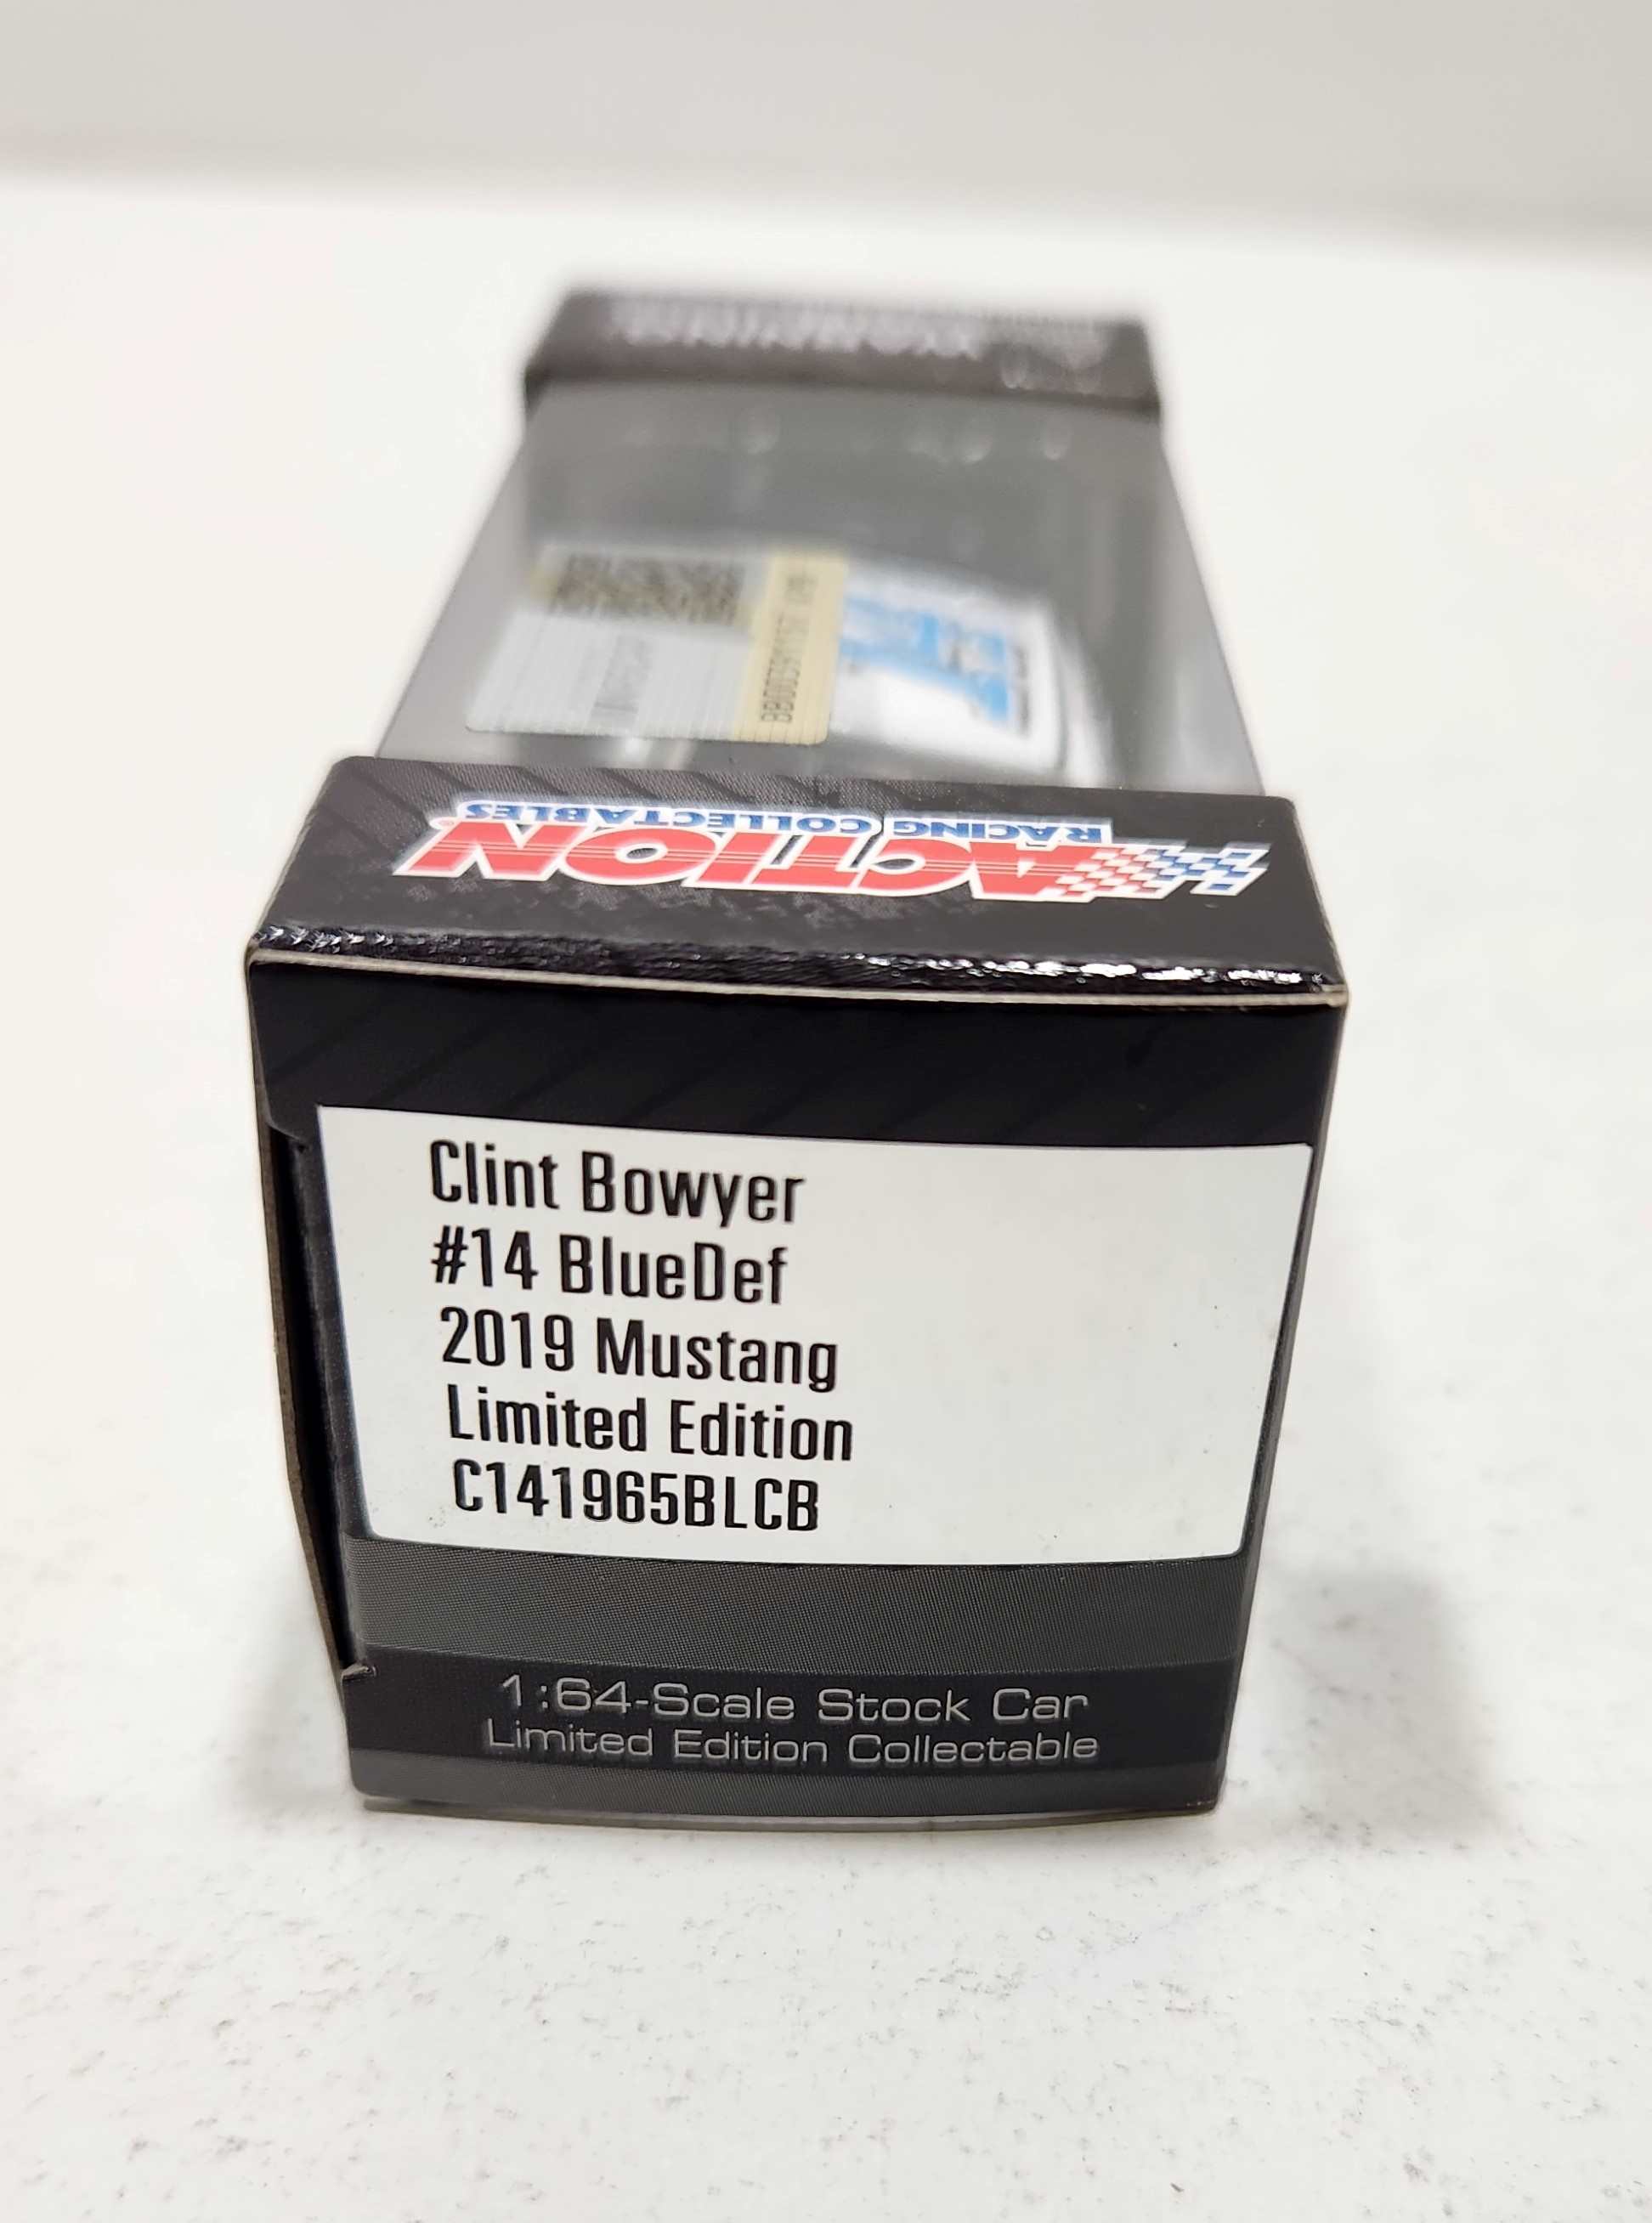 ACTION
RACING COLLECTABLES
Clint Bowyer
#14 BlueDef
2019 Mustang
Limited Edition
C141965BLCB
1:64-Scale Stock Car
Limited Edition Collectable